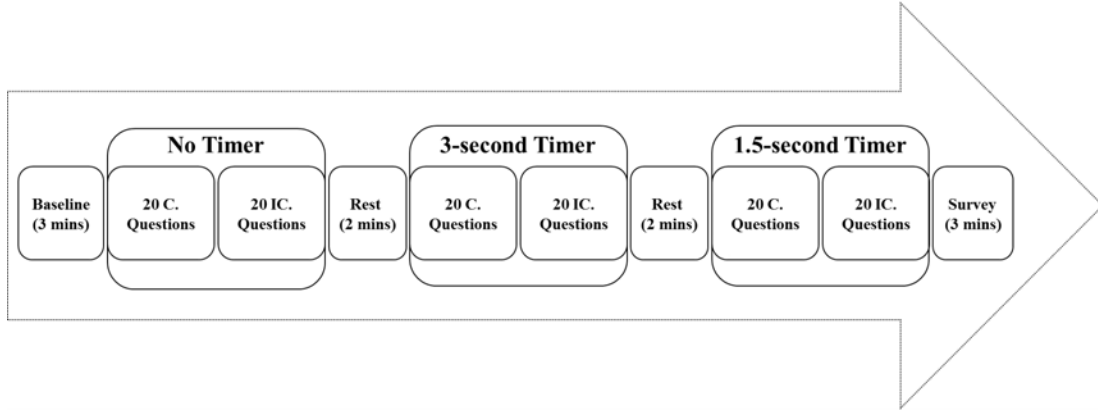 No Timer
3-second Timer
1.5-second Timer
Baseline
(3 mins)
20 C.
Questions
20 IC.
Questions
Rest
(2 mins)
20 C.
Questions
20 IC.
Questions
Rest
(2 mins)
20 C.
Questions
20 IC.
Questions
Survey
(3 mins)